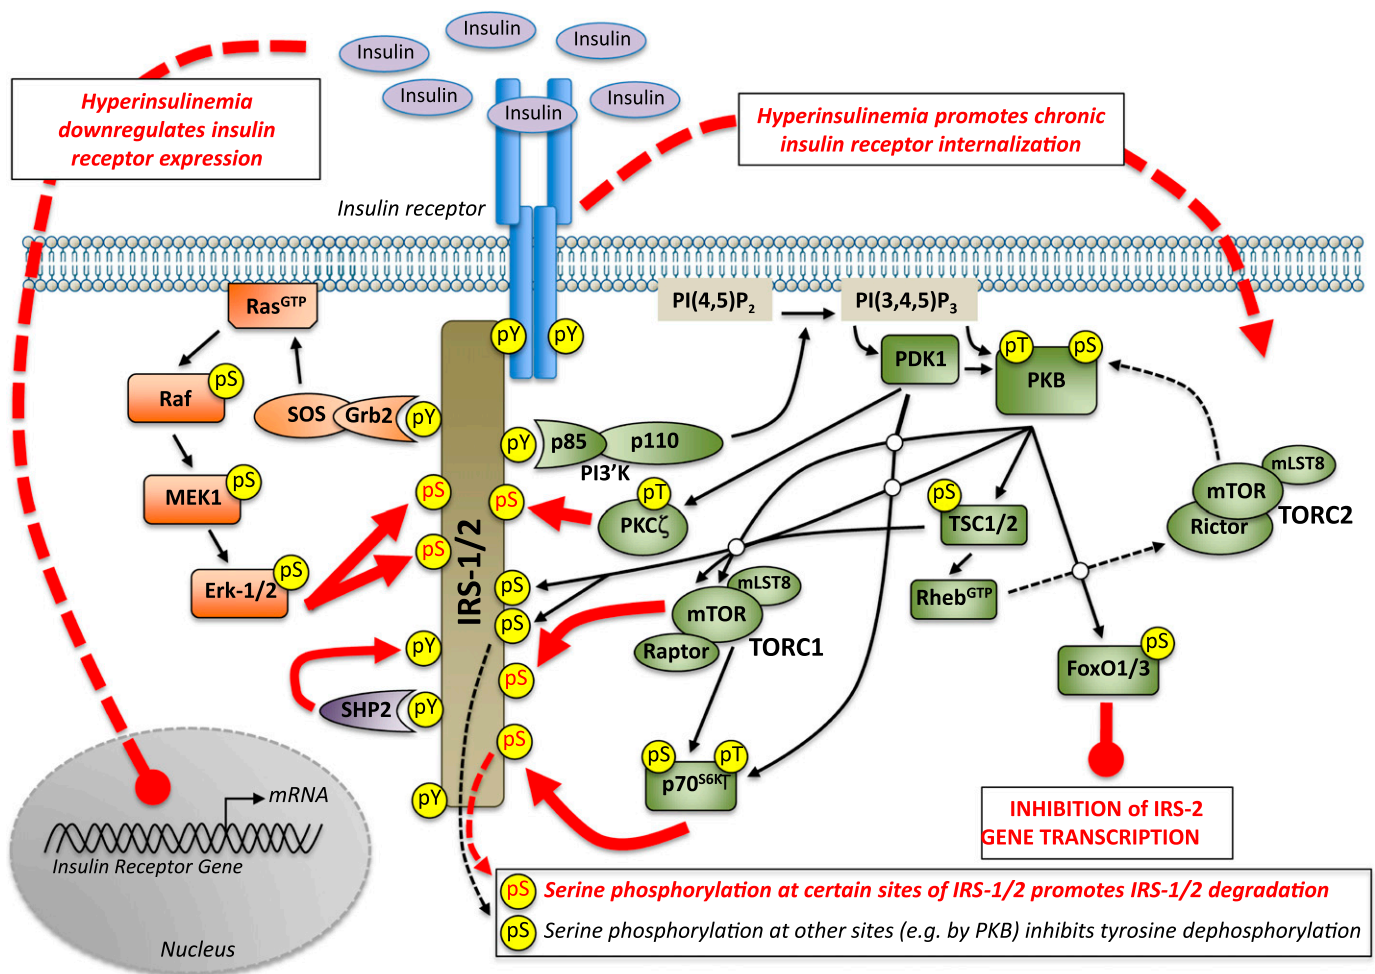 Insulin
Insulin
Insulin
Insulin
Insulin
Insulin
Hyperinsulinemia
downregulates insulin
receptor expression
Hyperinsulinemia promotes chronic
insulin receptor internalization
Insulin receptor
Ras^GTP
PI(4,5)P₂
PI(3,4,5)P₃
pY
pY
pT
pS
PDK1
PKB
Raf
pS
SOS
Grb2
pY
pY
p85
p110
PI3'K
mLST8
mTOR
Rictor
TORC2
MEK1
pS
pS
pS
pT
PKCζ
pS
TSC1/2
IRS-1/2
pS
Erk-1/2
pS
pS
pS
mLST8
mTOR
Raptor
TORC1
Rheb^GTP
pY
pS
FoxO1/3
pS
SHP2
pY
pS
pS
pT
p70^S6K
pY
mRNA
Insulin Receptor Gene
Nucleus
INHIBITION of IRS-2
GENE TRANSCRIPTION
pS Serine phosphorylation at certain sites of IRS-1/2 promotes IRS-1/2 degradation
pS Serine phosphorylation at other sites (e.g. by PKB) inhibits tyrosine dephosphorylation